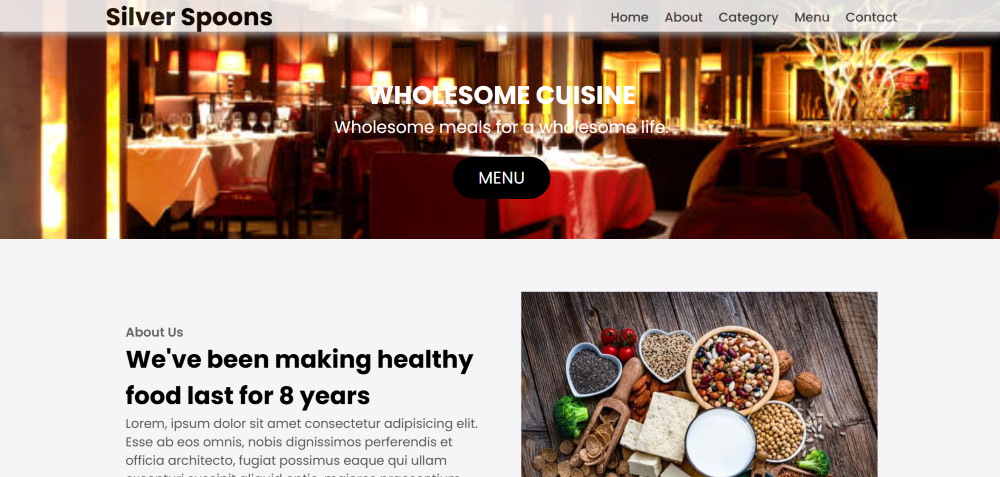 Silver Spoons
Home About Category Menu Contact
WHOLESOME CUISINE
Wholesome meals for a wholesome life.
MENU
About Us
We've been making healthy
food last for 8 years
Lorem, ipsum dolor sit amet consectetur adipisicing elit.
Esse ab eos omnis, nobis dignissimos perferendis et
officia architecto, fugiat possimus eaque qui ullam